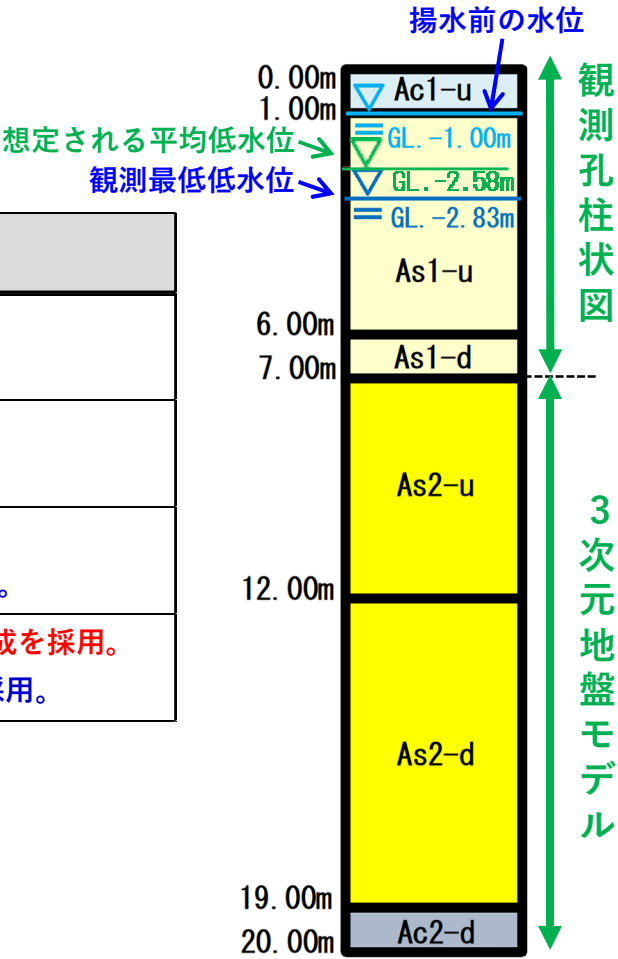 揚水前の水位
0.00m
Ac1-u
1.00m
想定される平均低水位
GL.-1.00m
観測最低低水位
GL.-2.58m
GL.-2.83m
As1-u
6.00m
As1-d
7.00m
観測孔柱状図
As2-u
12.00m
。
成を採用。
採用。
As2-d
3次元地盤モデル
19.00m
Ac2-d
20.00m